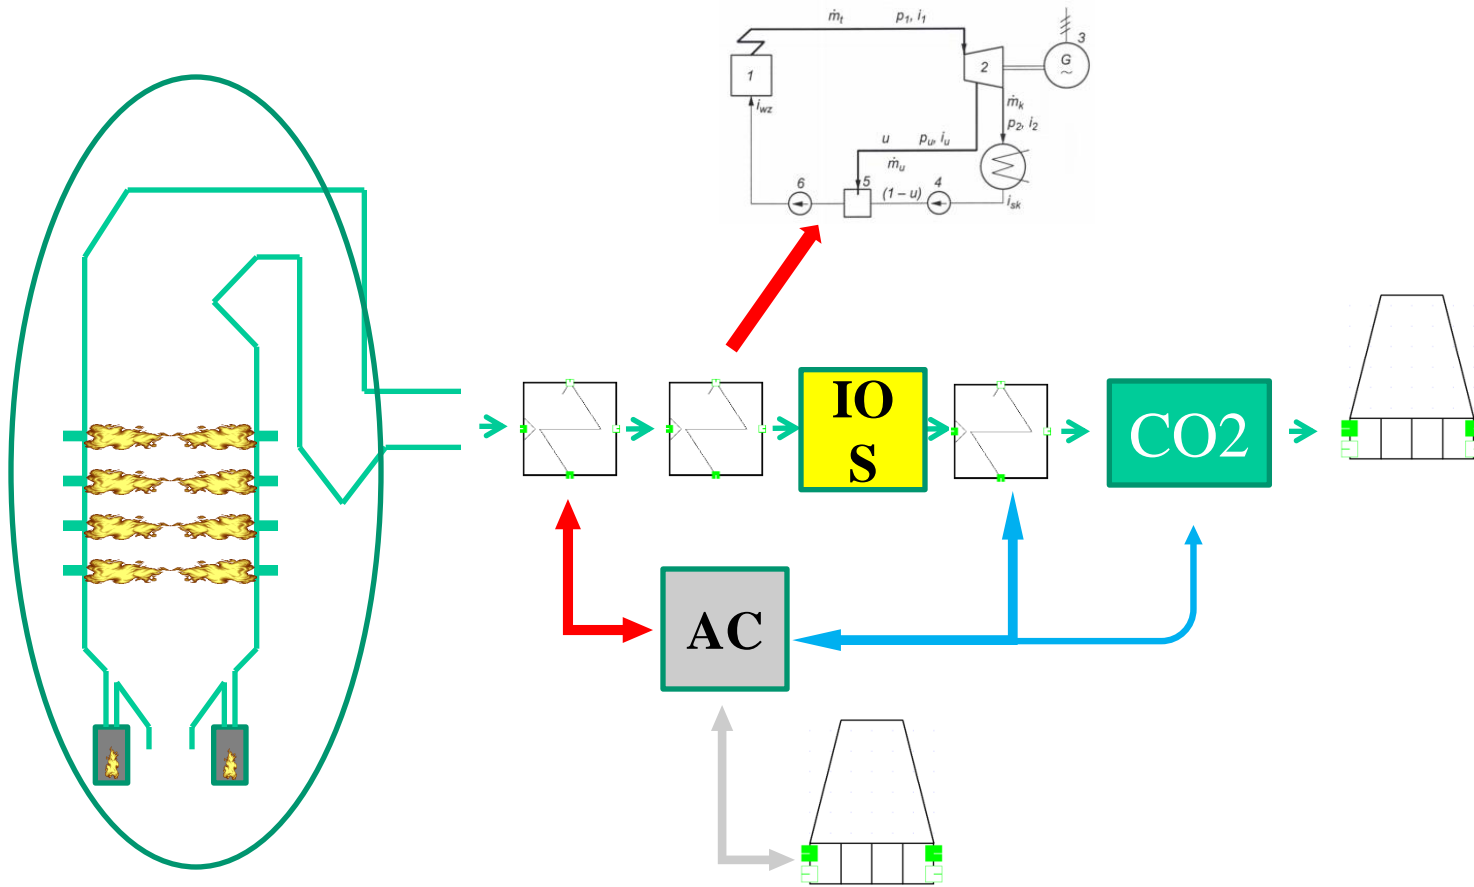 ṁt p1, i1
3
G
~
1
2
iwz
ṁk
p2, i2
u pu, iu
ṁu
6
5
(1 – u)
4
isk
IO
S
CO2
AC